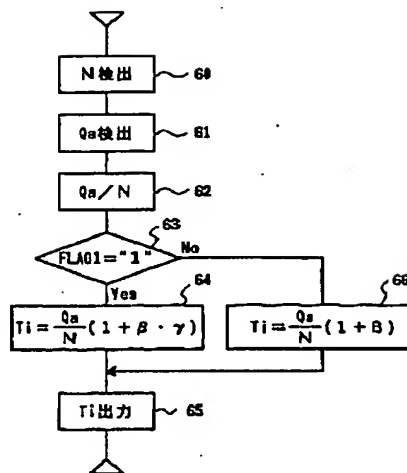 N検出
60
Qa検出
61
Qa/N
62
63
FLAG1="1"
No
Yes
64
66
Ti=Qa/N(1+β・γ)
Ti=Qa/N(1+B)
Ti出力
65